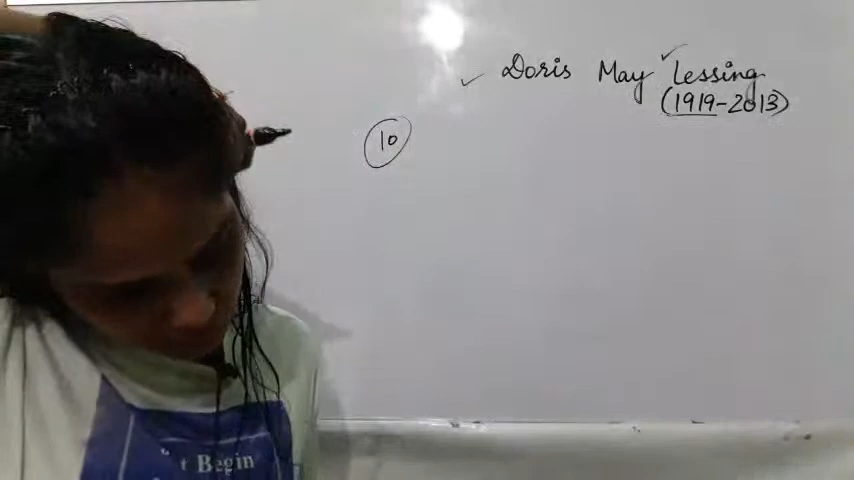 ✓ Doris May ✓ Lessing
(1919-2013)
10
t Begin